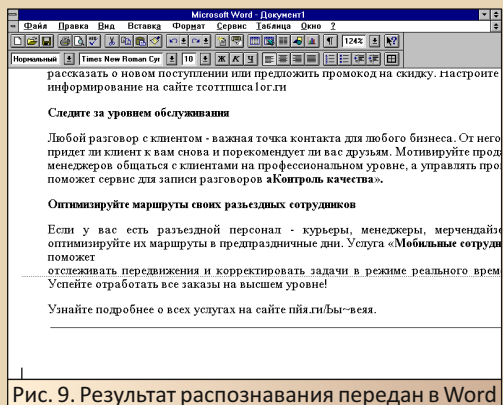 Microsoft Word - Документ1
Файл Правка Вид Вставка Формат Сервис Таблица Окно ?
124%
Нормальный Times New Roman Cyr 10 Ж К Ч
рассказать о новом поступлении или предложить промокод на скидку. Настройте
информирование на сайте тсоттпшса1ог.ги
Следите за уровнем обслуживания
Любой разговор с клиентом - важная точка контакта для любого бизнеса. От него
придет ли клиент к вам снова и порекомендует ли вас друзьям. Мотивируйте прод
менеджеров общаться с клиентами на профессиональном уровне, а управлять про
поможет сервис для записи разговоров аКонтроль качества».
Оптимизируйте маршруты своих разъездных сотрудников
Если у вас есть разъездной персонал - курьеры, менеджеры, мерчендайзе
оптимизируйте их маршруты в предпраздничные дни. Услуга «Мобильные сотрудн
поможет
отслеживать передвижения и корректировать задачи в режиме реального врем
Успейте отработать все заказы на высшем уровне!
Узнайте подробнее о всех услугах на сайте пйя.ги/Ьы~веяя.
Рис. 9. Результат распознавания передан в Word